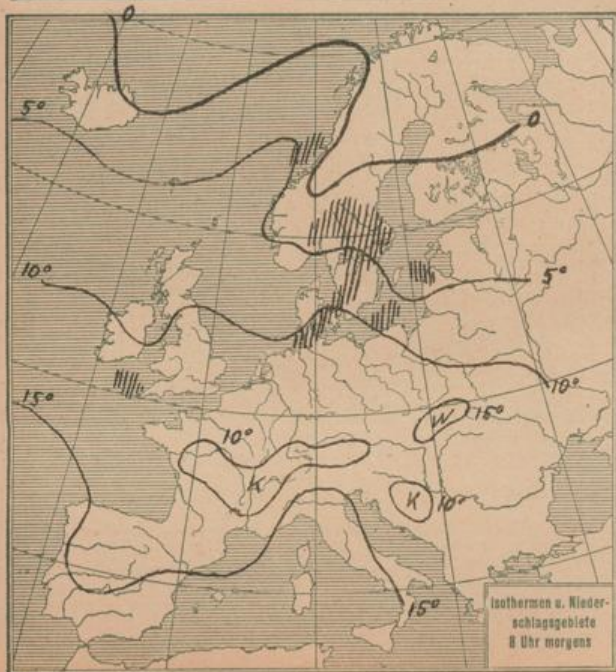 0
5°
0
10°
5°
15°
10°
W 15°
10°
K
K 10°
15°
Isothermen u. Nieder-
schlagsgebiete
8 Uhr morgens